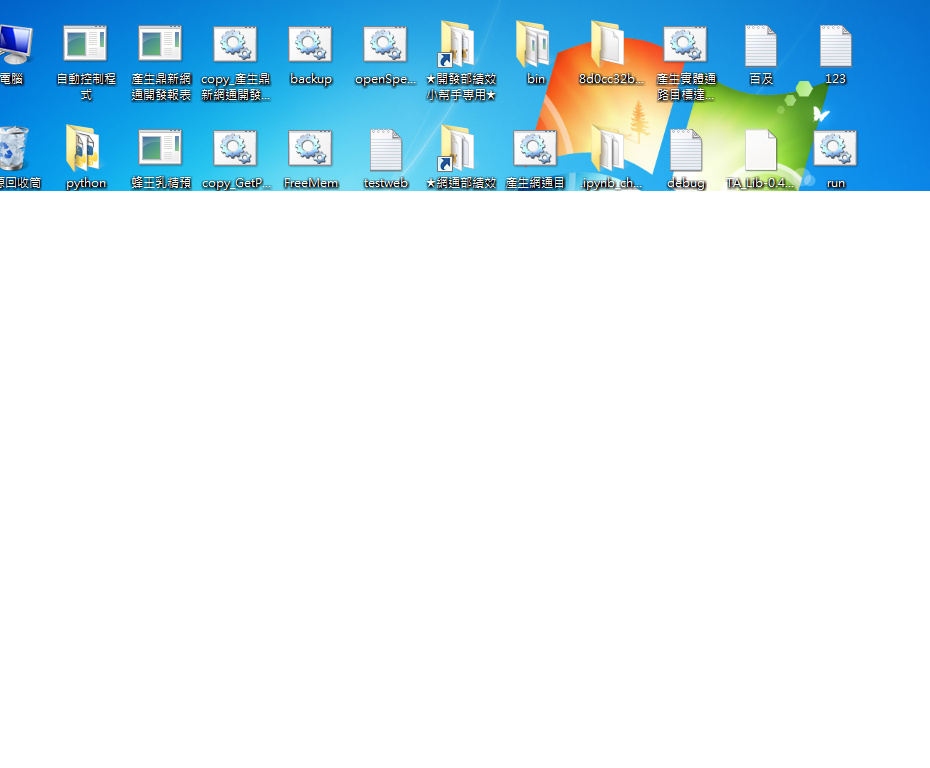 電腦
自動控制程
式
產生鼎新網
通開發報表
copy_產生鼎
新網通開發...
backup
openSpe...
★開發部績效
小幫手專用★
bin
8d0cc32b...
產生實體通
路目標達...
百及
123
原回收筒
python
蜂王乳精預
copy_GetP...
FreeMem
testweb
★網通部績效
產生網通目
.ipynb_ch...
debug
TA_Lib-0.4...
run